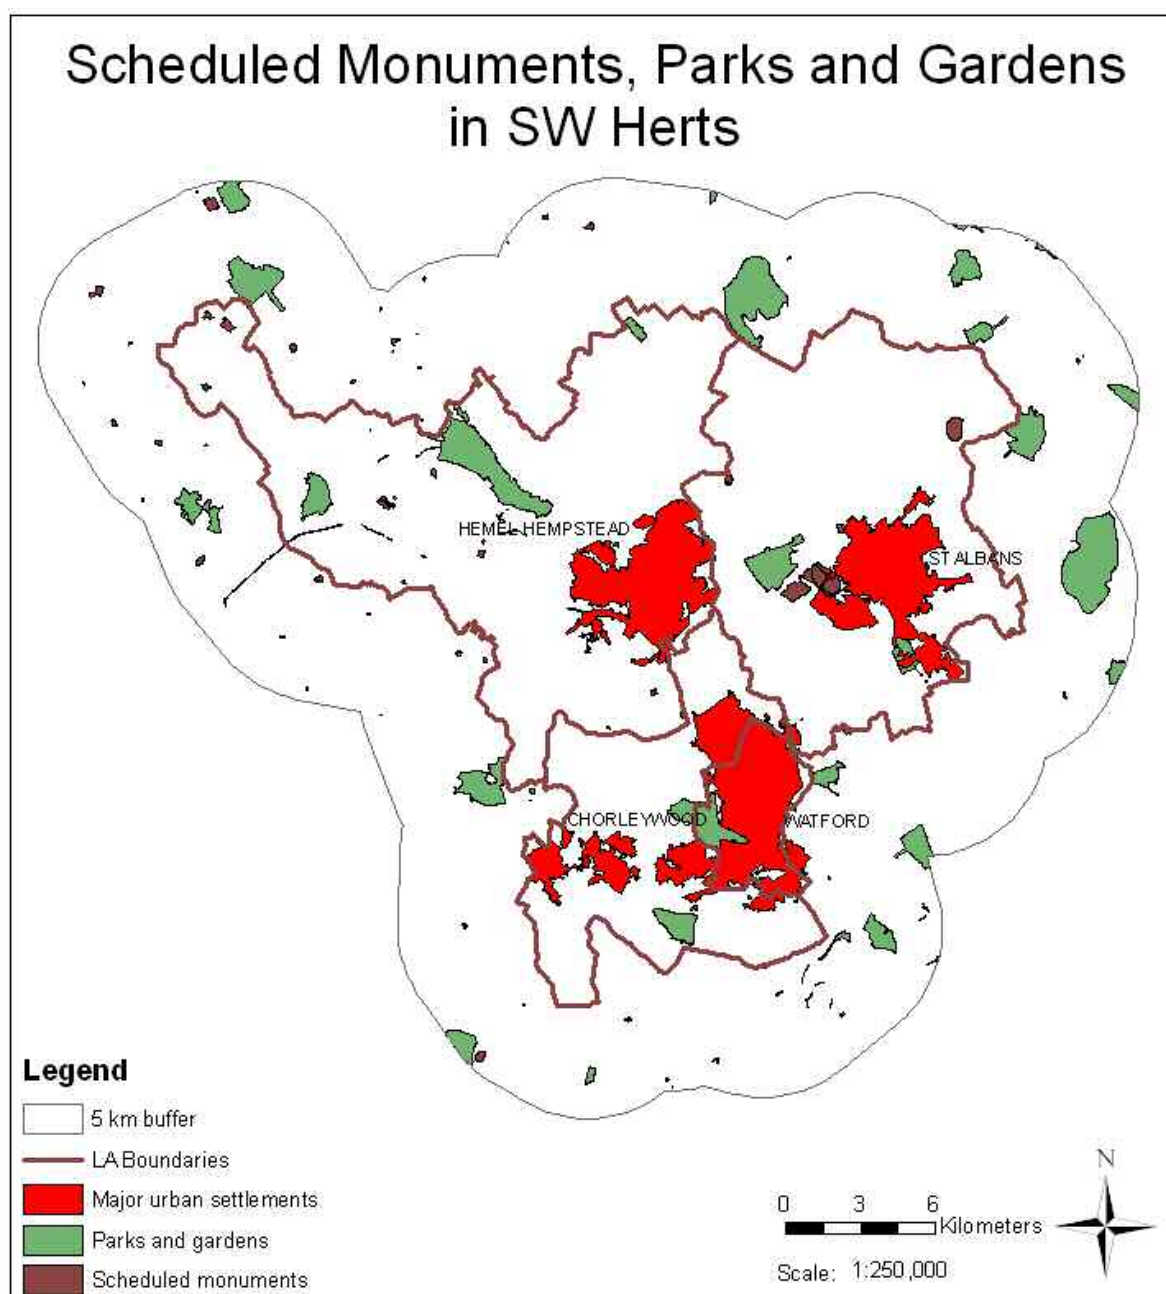 Scheduled Monuments, Parks and Gardens
in SW Herts
HEMEL HEMPSTEAD
ST ALBANS
CHORLEYWOOD
WATFORD
Legend
5 km buffer
LA Boundaries
Major urban settlements
Parks and gardens
Scheduled monuments
N
0 3 6
Kilometers
Scale: 1:250,000